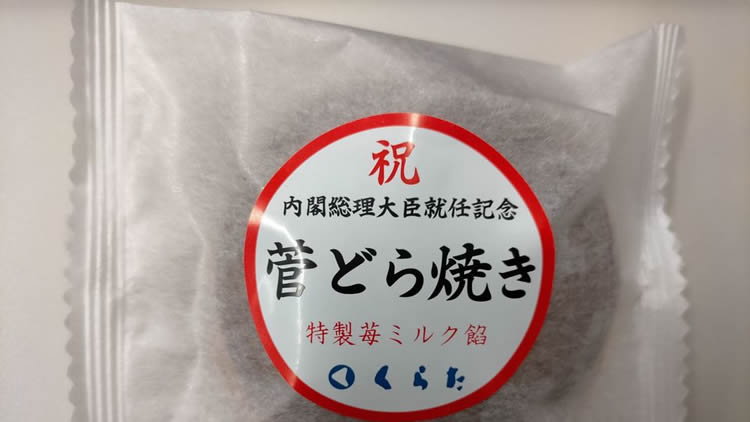 祝
内閣総理大臣就任記念
菅どら焼き
特製苺ミルク餡
くらた